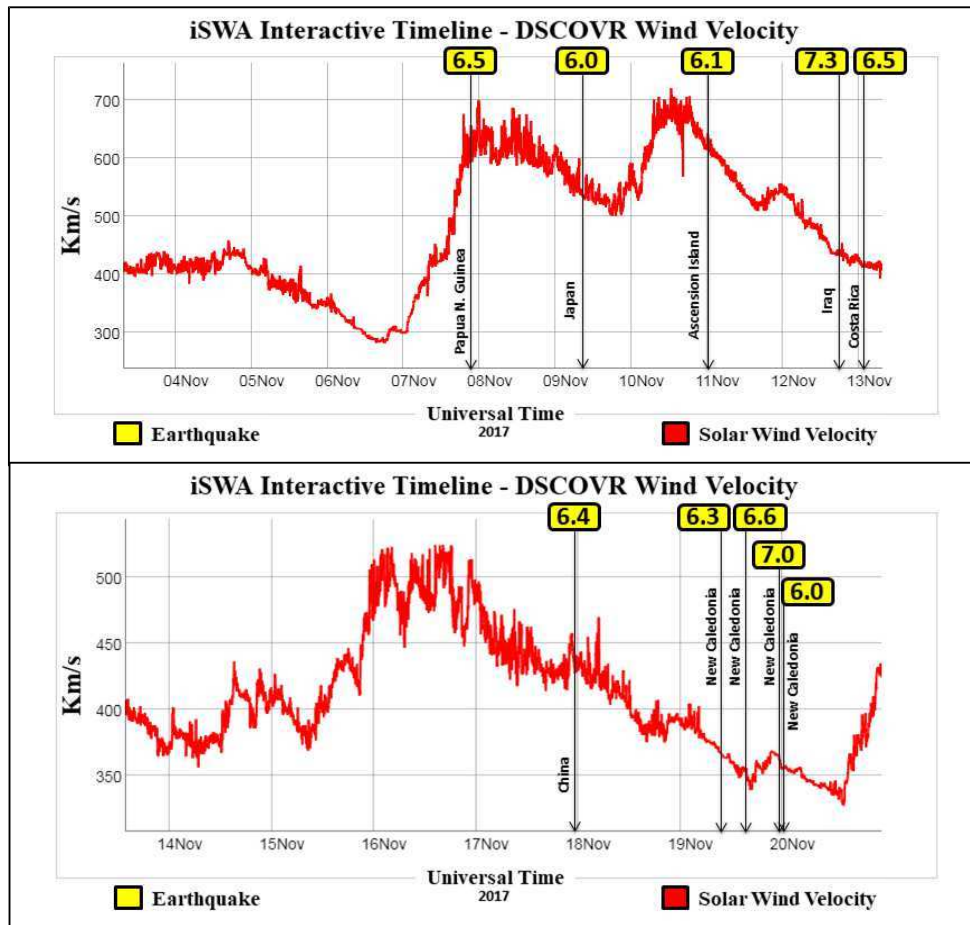 iSWA Interactive Timeline - DSCOVR Wind Velocity
6.5 6.0 6.1 7.3 6.5
Km/s
700
600
500
400
300
Papua N. Guinea
Japan
Ascension Island
Iraq
Costa Rica
04Nov 05Nov 06Nov 07Nov 08Nov 09Nov 10Nov 11Nov 12Nov 13Nov
Universal Time
2017
Earthquake
Solar Wind Velocity
iSWA Interactive Timeline - DSCOVR Wind Velocity
6.4 6.3 6.6
7.0
6.0
Km/s
500
450
400
350
China
New Caledonia
New Caledonia
New Caledonia
New Caledonia
14Nov 15Nov 16Nov 17Nov 18Nov 19Nov 20Nov
Universal Time
2017
Earthquake
Solar Wind Velocity